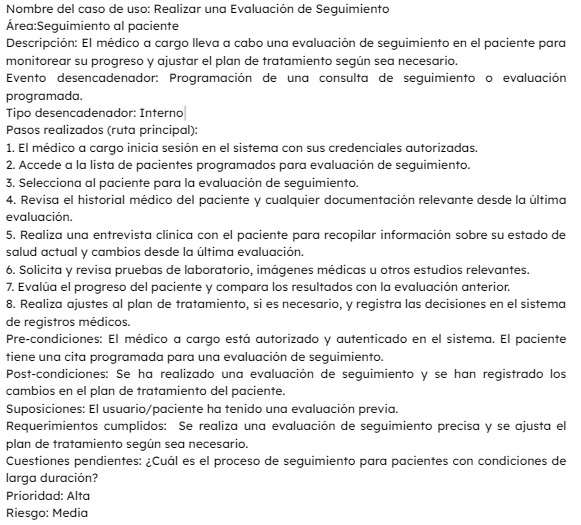 Nombre del caso de uso: Realizar una Evaluación de Seguimiento
Área:Seguimiento al paciente
Descripción: El médico a cargo lleva a cabo una evaluación de seguimiento en el paciente para
monitorear su progreso y ajustar el plan de tratamiento según sea necesario.
Evento desencadenador: Programación de una consulta de seguimiento o evaluación
programada.
Tipo desencadenador: Interno
Pasos realizados (ruta principal):
1. El médico a cargo inicia sesión en el sistema con sus credenciales autorizadas.
2. Accede a la lista de pacientes programados para evaluación de seguimiento.
3. Selecciona al paciente para la evaluación de seguimiento.
4. Revisa el historial médico del paciente y cualquier documentación relevante desde la última
evaluación.
5. Realiza una entrevista clínica con el paciente para recopilar información sobre su estado de
salud actual y cambios desde la última evaluación.
6. Solicita y revisa pruebas de laboratorio, imágenes médicas u otros estudios relevantes.
7. Evalúa el progreso del paciente y compara los resultados con la evaluación anterior.
8. Realiza ajustes al plan de tratamiento, si es necesario, y registra las decisiones en el sistema
de registros médicos.
Pre-condiciones: El médico a cargo está autorizado y autenticado en el sistema. El paciente
tiene una cita programada para una evaluación de seguimiento.
Post-condiciones: Se ha realizado una evaluación de seguimiento y se han registrado los
cambios en el plan de tratamiento del paciente.
Suposiciones: El usuario/paciente ha tenido una evaluación previa.
Requerimientos cumplidos: Se realiza una evaluación de seguimiento precisa y se ajusta el
plan de tratamiento según sea necesario.
Cuestiones pendientes: ¿Cuál es el proceso de seguimiento para pacientes con condiciones de
larga duración?
Prioridad: Alta
Riesgo: Media